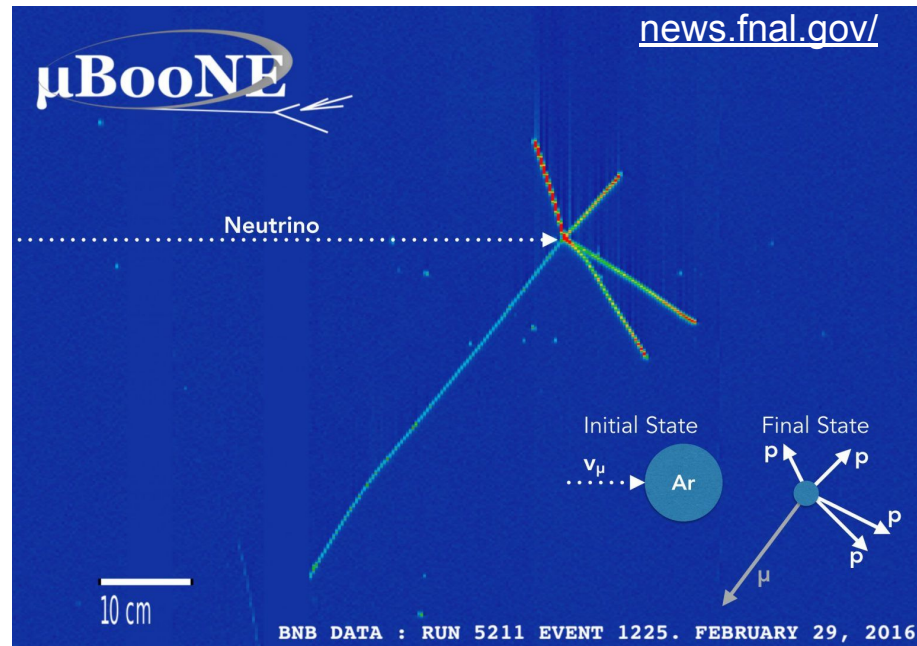 news.fnal.gov/
µBooNE
Neutrino
Initial State
Final State
νµ
Ar
p
p
p
p
µ
10 cm
BNB DATA : RUN 5211 EVENT 1225. FEBRUARY 29, 2016